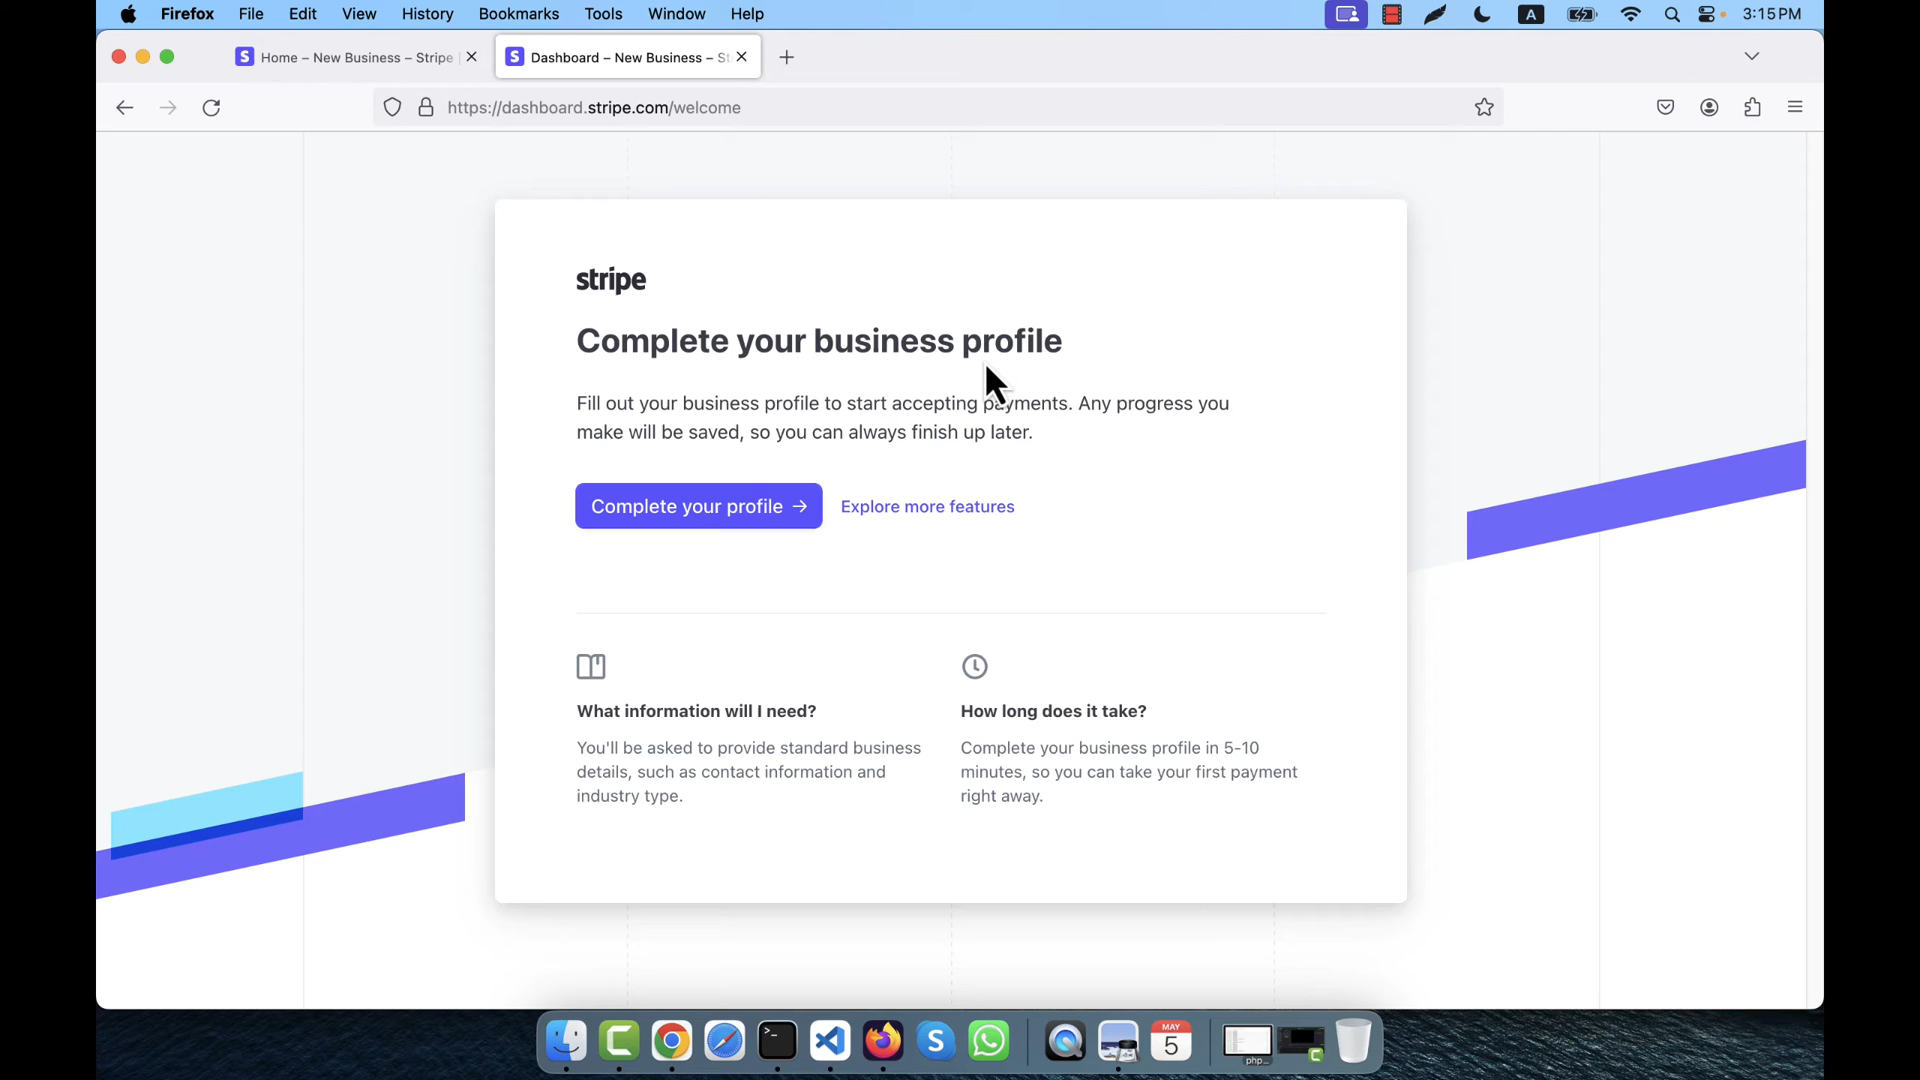 Firefox File Edit View History Bookmarks Tools Window Help A 3:15 PM
S Home – New Business – Stripe S Dashboard – New Business – St
https://dashboard.stripe.com/welcome
stripe
Complete your business profile
Fill out your business profile to start accepting payments. Any progress you
make will be saved, so you can always finish up later.
Complete your profile → Explore more features
What information will I need?
You'll be asked to provide standard business
details, such as contact information and
industry type.
How long does it take?
Complete your business profile in 5-10
minutes, so you can take your first payment
right away.
MAY
5
php...